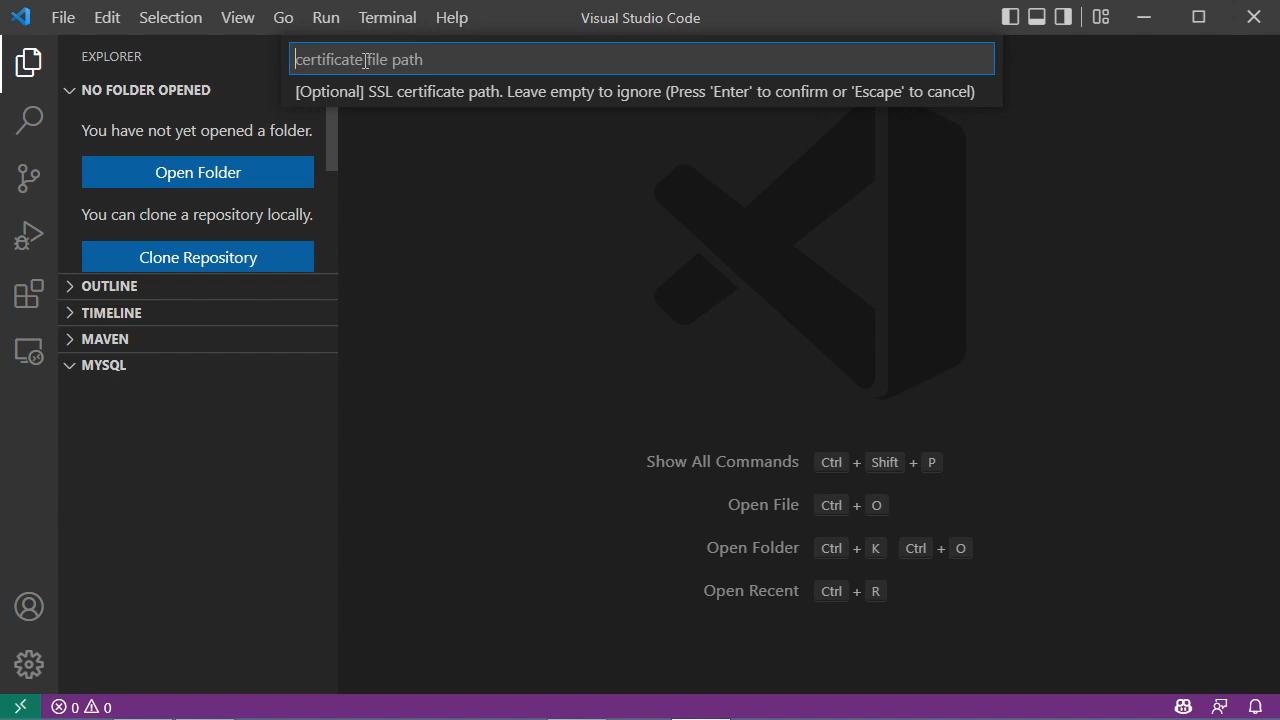 File Edit Selection View Go Run Terminal Help
Visual Studio Code
certificate file path
[Optional] SSL certificate path. Leave empty to ignore (Press 'Enter' to confirm or 'Escape' to cancel)
EXPLORER
NO FOLDER OPENED
You have not yet opened a folder.
Open Folder
You can clone a repository locally.
Clone Repository
OUTLINE
TIMELINE
MAVEN
MYSQL
Show All Commands Ctrl + Shift + P
Open File Ctrl + O
Open Folder Ctrl + K Ctrl + O
Open Recent Ctrl + R
0 0